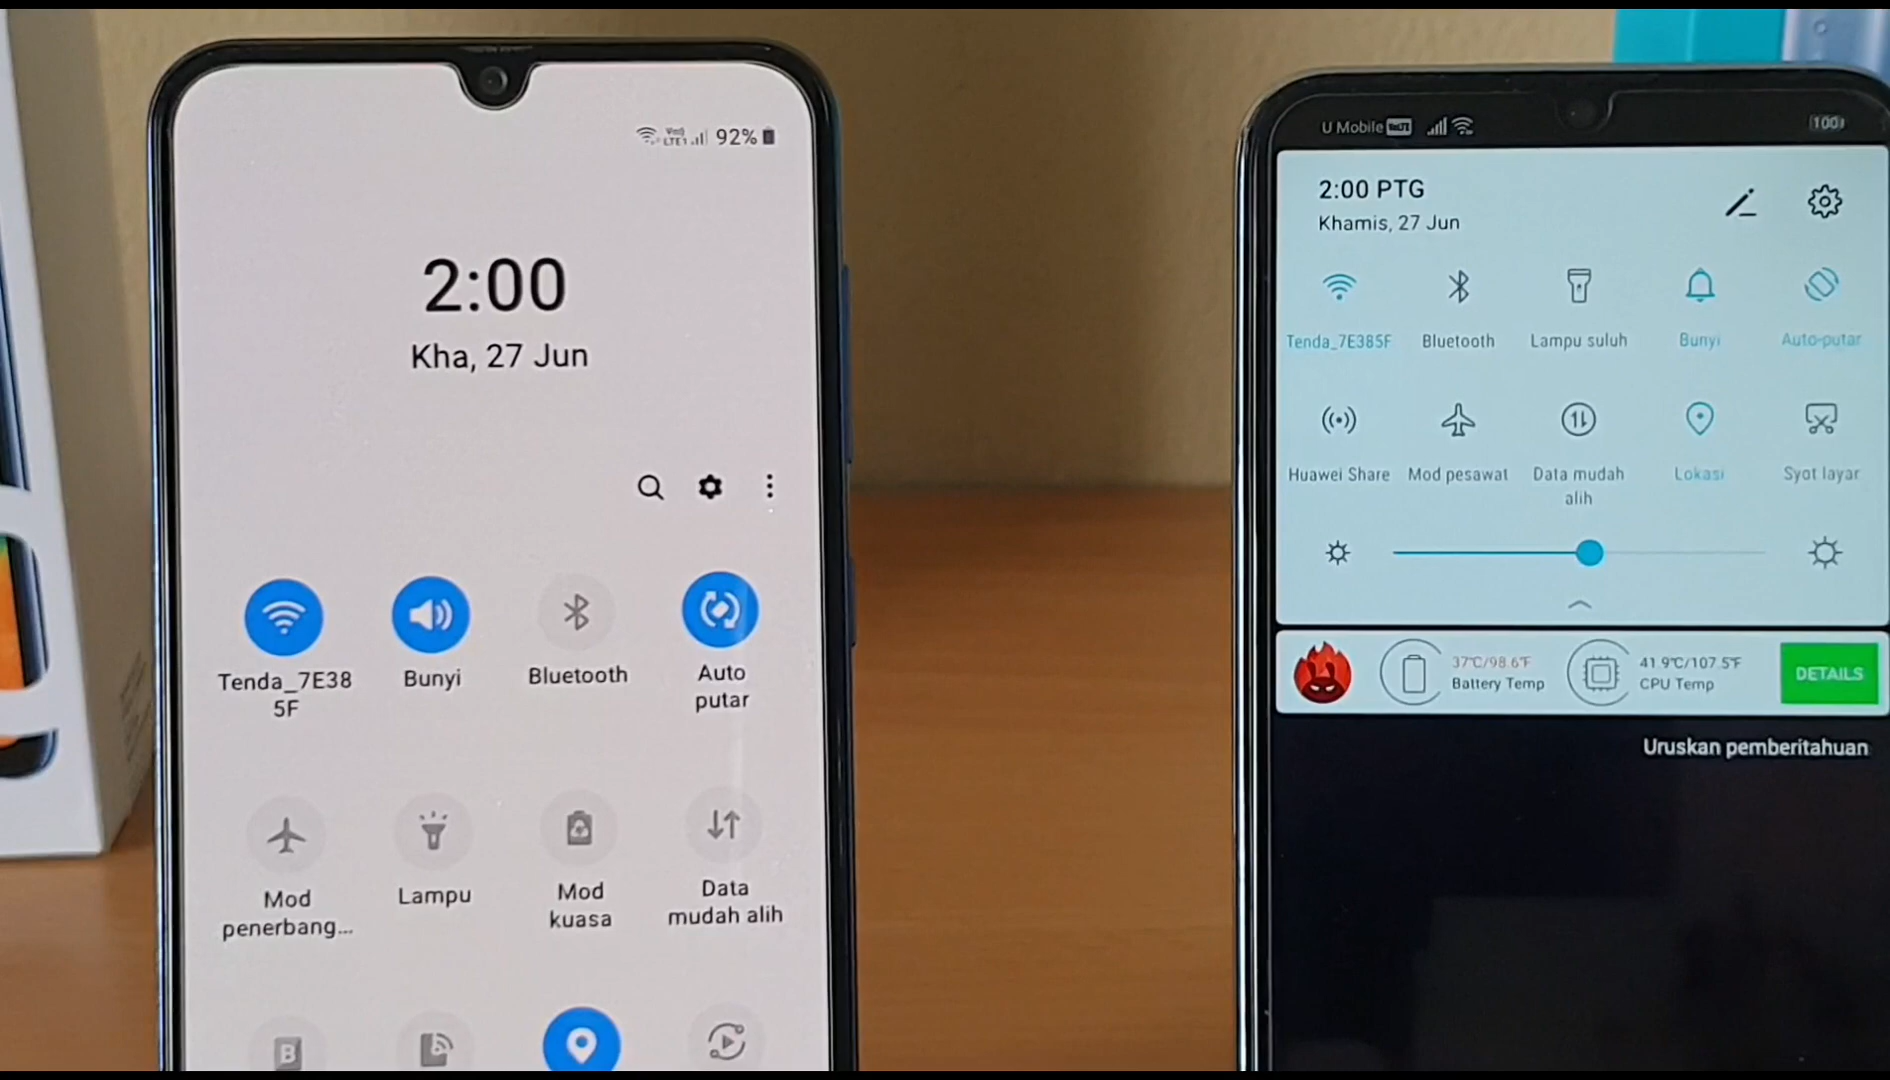 92%
2:00
Kha, 27 Jun
Tenda_7E38
5F
Bunyi
Bluetooth
Auto
putar
Mod
penerbang...
Lampu
Mod
kuasa
Data
mudah alih
B
U Mobile
100
2:00 PTG
Khamis, 27 Jun
Tenda_7E385F
Bluetooth
Lampu suluh
Bunyi
Auto-putar
Huawei Share
Mod pesawat
Data mudah
alih
Lokasi
Syot layar
37°C/98.6°F
Battery Temp
41.9°C/107.5°F
CPU Temp
DETAILS
Uruskan pemberitahuan